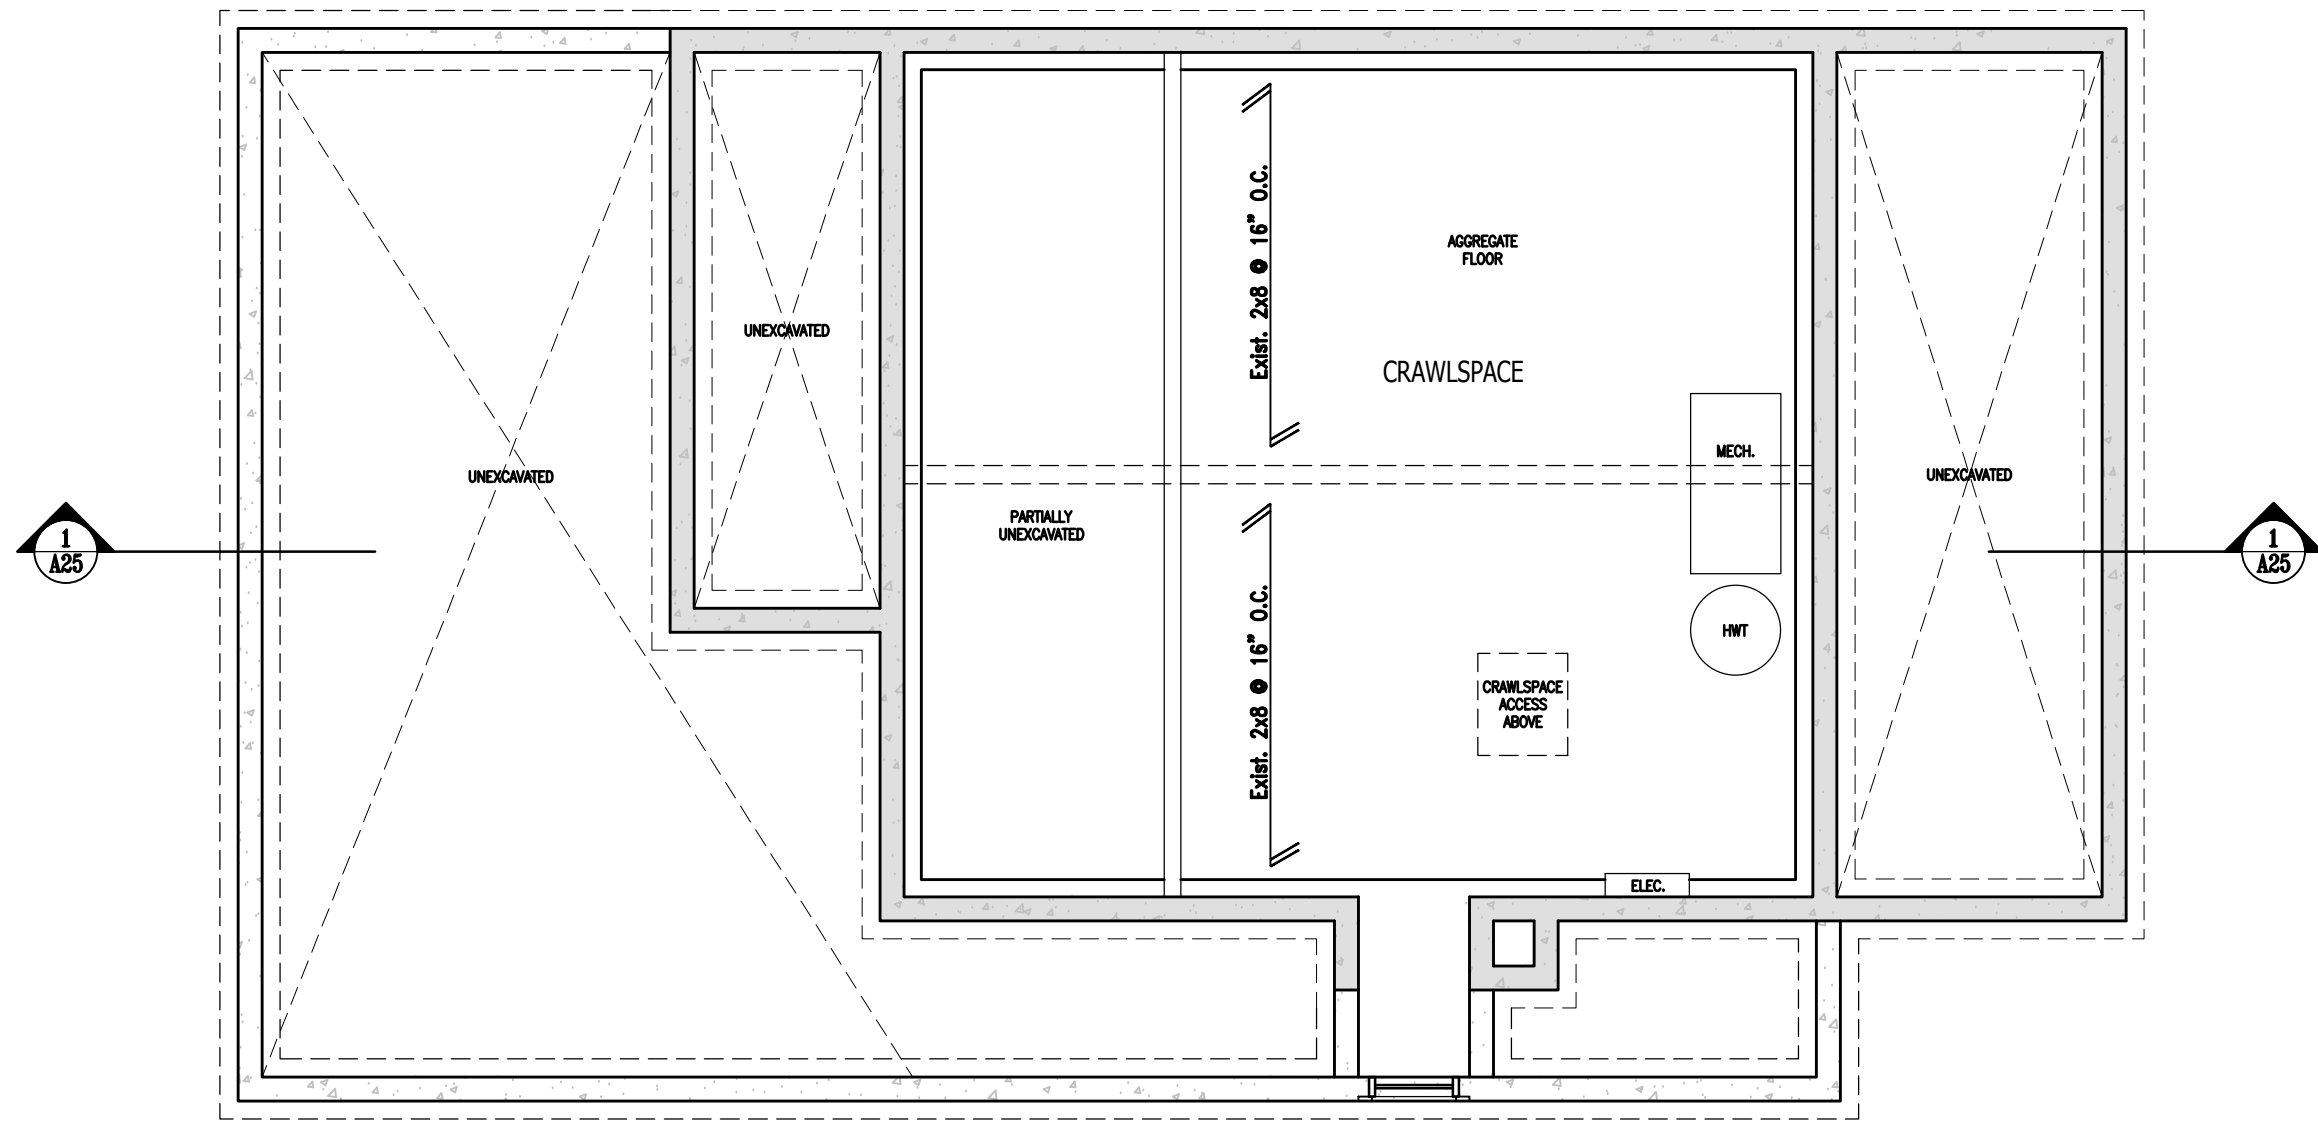 Exist. 2x8 @ 16" O.C.
AGGREGATE
FLOOR
UNEXCAVATED
CRAWLSPACE
MECH.
UNEXCAVATED
UNEXCAVATED
PARTIALLY
UNEXCAVATED
1
A25
1
A25
Exist. 2x8 @ 16" O.C.
HWT
CRAWLSPACE
ACCESS
ABOVE
ELEC.